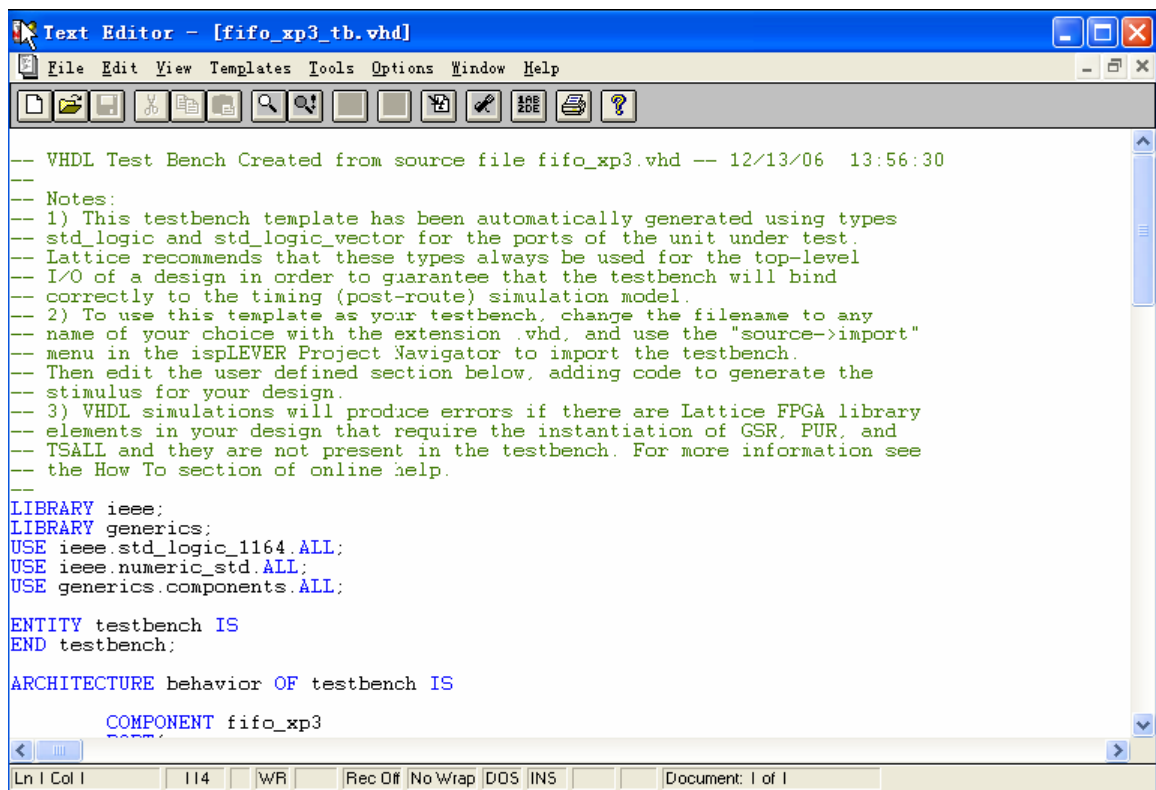 Text Editor - [fifo_xp3_tb.vhd]
File Edit View Templates Tools Options Window Help
-- VHDL Test Bench Created from source file fifo_xp3.vhd -- 12/13/06  13:56:30
--
-- Notes:
-- 1) This testbench template has been automatically generated using types
-- std_logic and std_logic_vector for the ports of the unit under test.
-- Lattice recommends that these types always be used for the top-level
-- I/O of a design in order to guarantee that the testbench will bind
-- correctly to the timing (post-route) simulation model.
-- 2) To use this template as your testbench, change the filename to any
-- name of your choice with the extension .vhd, and use the "source->import"
-- menu in the ispLEVER Project Navigator to import the testbench.
-- Then edit the user defined section below, adding code to generate the
-- stimulus for your design.
-- 3) VHDL simulations will produce errors if there are Lattice FPGA library
-- elements in your design that require the instantiation of GSR, PUR, and
-- TSALL and they are not present in the testbench. For more information see
-- the How To section of online help.
--
LIBRARY ieee;
LIBRARY generics;
USE ieee.std_logic_1164.ALL;
USE ieee.numeric_std.ALL;
USE generics.components.ALL;
ENTITY testbench IS
END testbench;
ARCHITECTURE behavior OF testbench IS
COMPONENT fifo_xp3
Ln 1 Col 1 114 WR Rec Off No Wrap DOS INS Document: 1 of 1